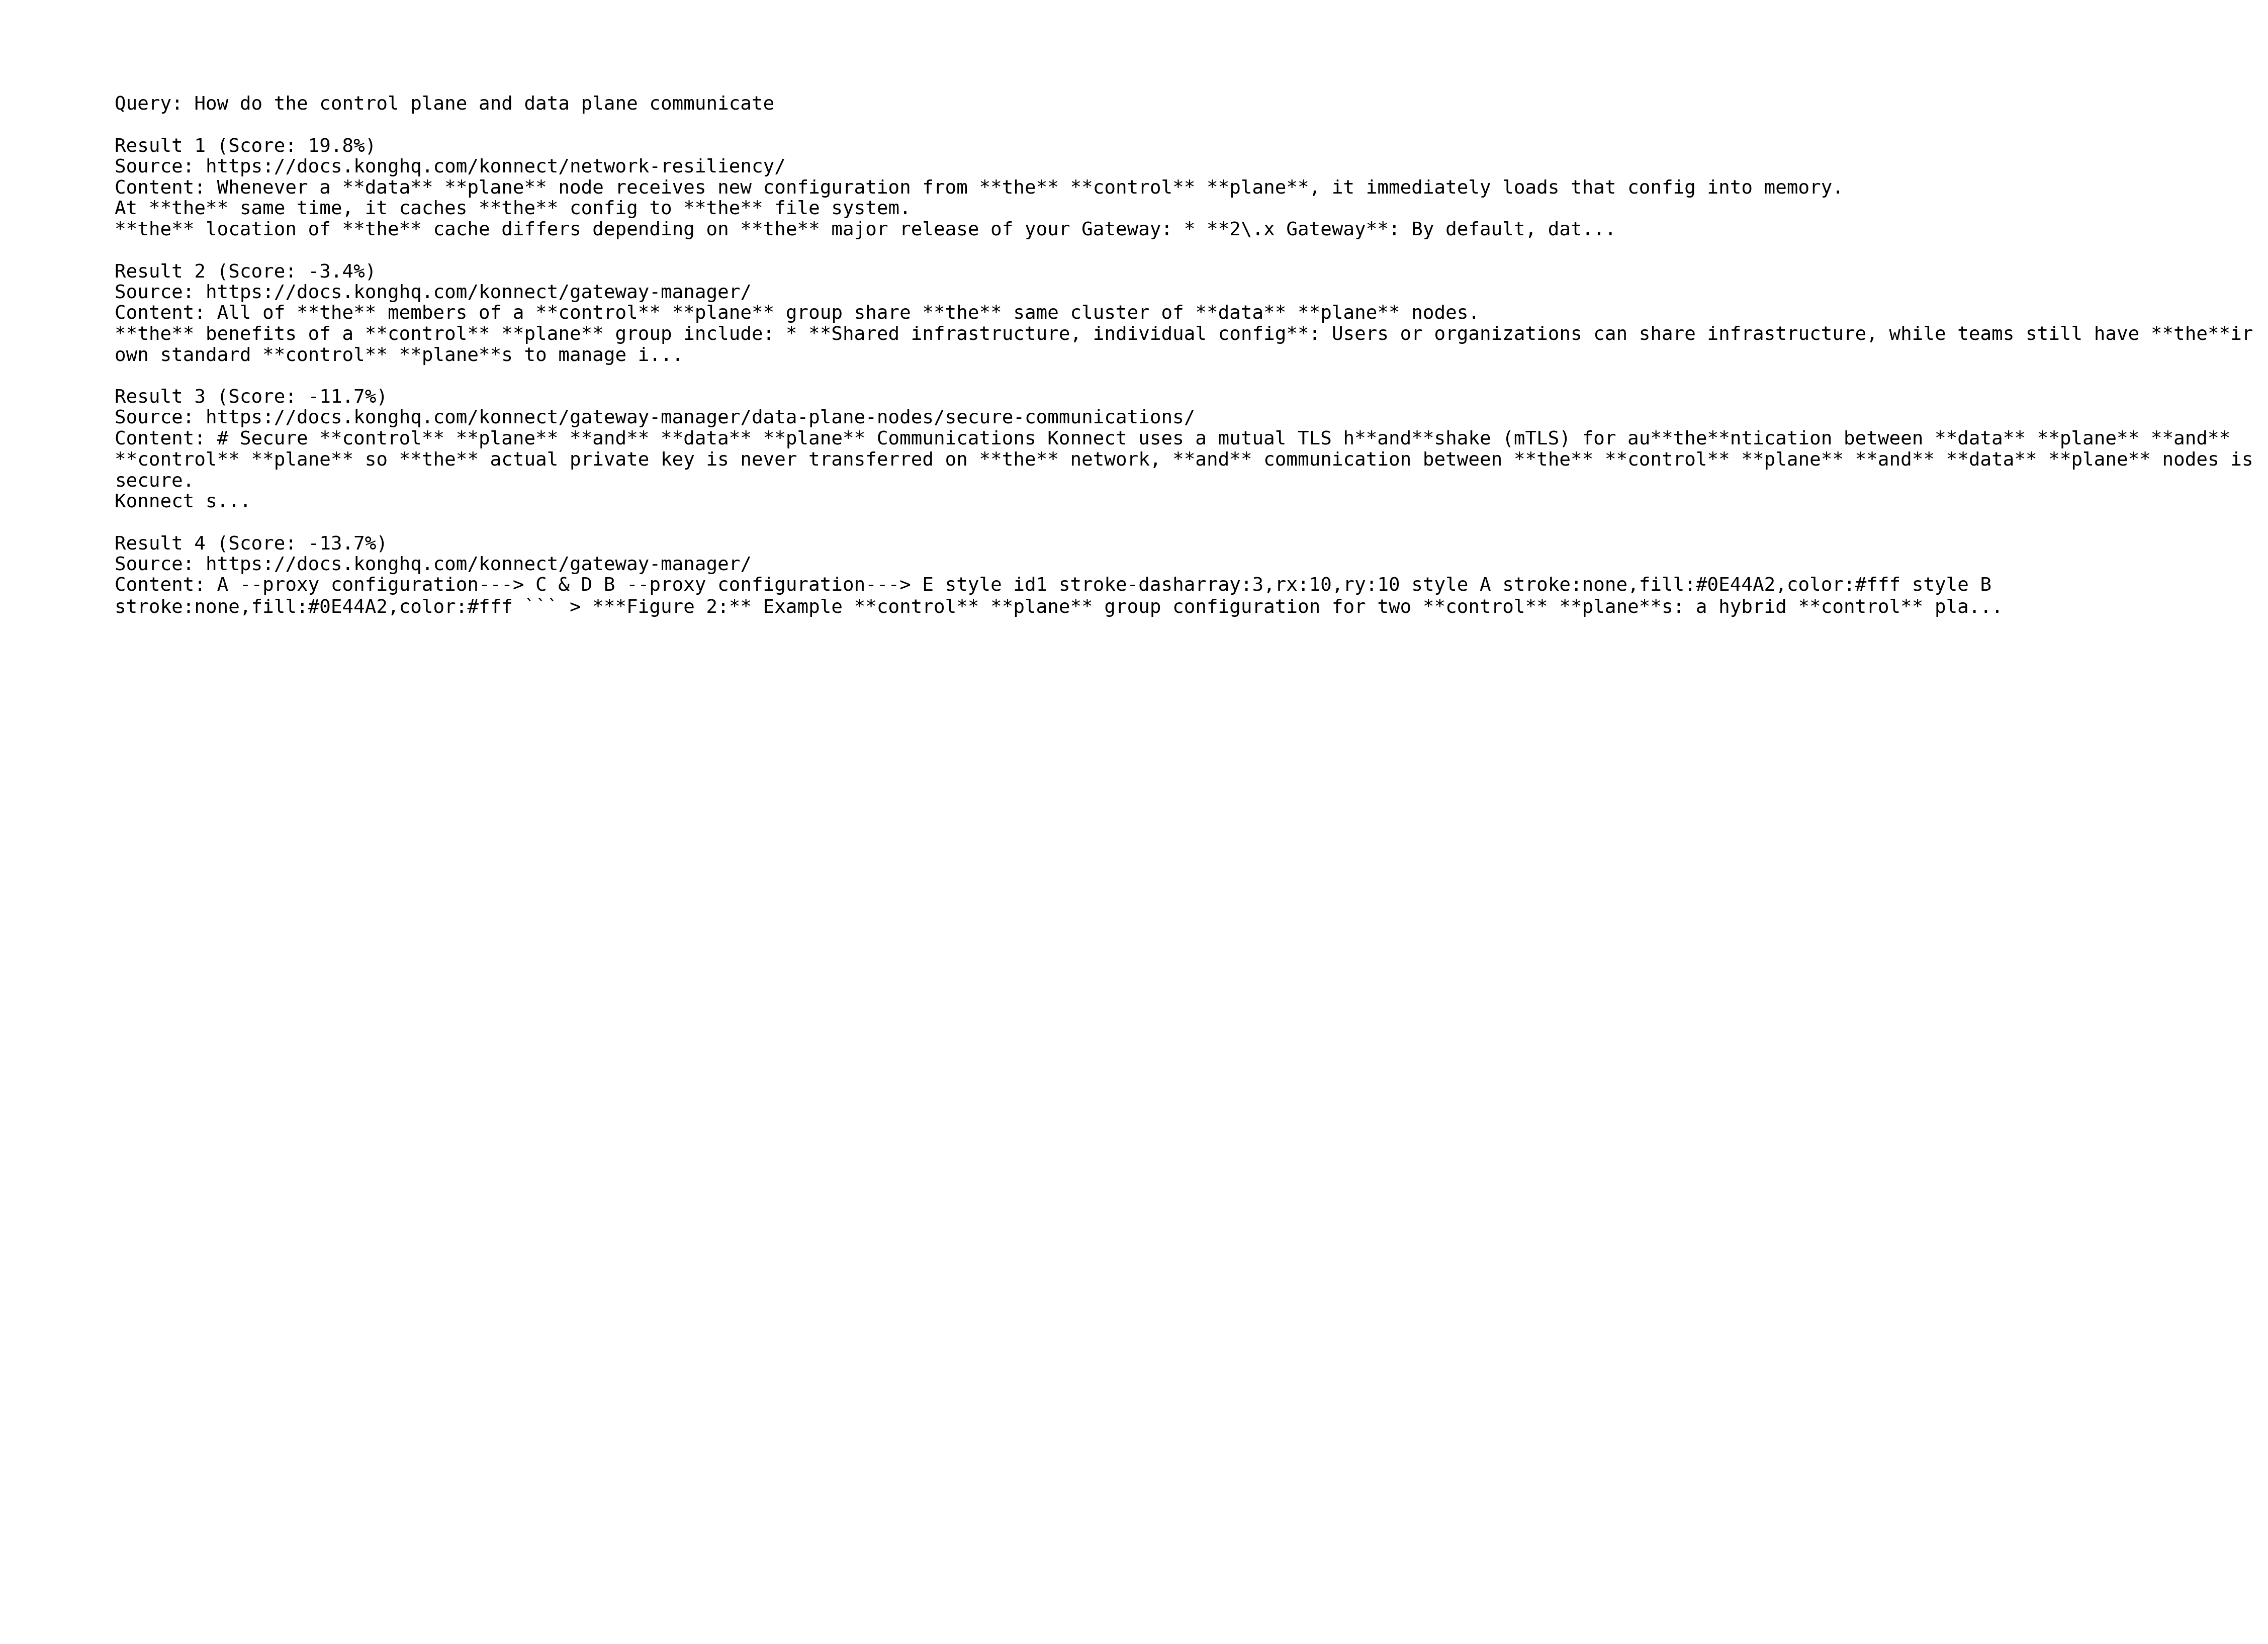 Query: How do the control plane and data plane communicate

Result 1 (Score: 19.8%)
Source: https://docs.konghq.com/konnect/network-resiliency/
Content: Whenever a **data** **plane** node receives new configuration from **the** **control** **plane**, it immediately loads that config into memory.
At **the** same time, it caches **the** config to **the** file system.
**the** location of **the** cache differs depending on **the** major release of your Gateway: * **2\.x Gateway**: By default, dat...

Result 2 (Score: -3.4%)
Source: https://docs.konghq.com/konnect/gateway-manager/
Content: All of **the** members of a **control** **plane** group share **the** same cluster of **data** **plane** nodes.
**the** benefits of a **control** **plane** group include: * **Shared infrastructure, individual config**: Users or organizations can share infrastructure, while teams still have **the**ir
own standard **control** **plane**s to manage i...

Result 3 (Score: -11.7%)
Source: https://docs.konghq.com/konnect/gateway-manager/data-plane-nodes/secure-communications/
Content: # Secure **control** **plane** **and** **data** **plane** Communications Konnect uses a mutual TLS h**and**shake (mTLS) for au**the**ntication between **data** **plane** **and**
**control** **plane** so **the** actual private key is never transferred on **the** network, **and** communication between **the** **control** **plane** **and** **data** **plane** nodes is
secure.
Konnect s...

Result 4 (Score: -13.7%)
Source: https://docs.konghq.com/konnect/gateway-manager/
Content: A --proxy configuration---> C & D B --proxy configuration---> E style id1 stroke-dasharray:3,rx:10,ry:10 style A stroke:none,fill:#0E44A2,color:#fff style B
stroke:none,fill:#0E44A2,color:#fff ``` > ***Figure 2:** Example **control** **plane** group configuration for two **control** **plane**s: a hybrid **control** pla...